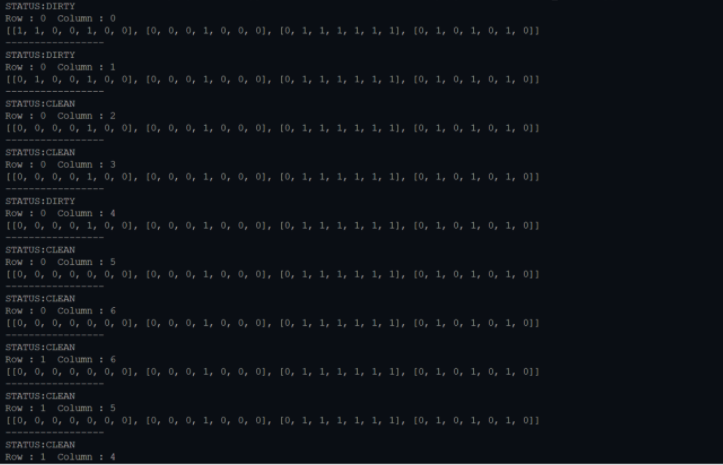 STATUS:DIRTY
Row : 0  Column : 0
[[1, 1, 0, 0, 1, 0, 0], [0, 0, 0, 1, 0, 0, 0], [0, 1, 1, 1, 1, 1, 1], [0, 1, 0, 1, 0, 1, 0]]
-----------------
STATUS:DIRTY
Row : 0  Column : 1
[[0, 1, 0, 0, 1, 0, 0], [0, 0, 0, 1, 0, 0, 0], [0, 1, 1, 1, 1, 1, 1], [0, 1, 0, 1, 0, 1, 0]]
-----------------
STATUS:CLEAN
Row : 0  Column : 2
[[0, 0, 0, 0, 1, 0, 0], [0, 0, 0, 1, 0, 0, 0], [0, 1, 1, 1, 1, 1, 1], [0, 1, 0, 1, 0, 1, 0]]
-----------------
STATUS:CLEAN
Row : 0  Column : 3
[[0, 0, 0, 0, 1, 0, 0], [0, 0, 0, 1, 0, 0, 0], [0, 1, 1, 1, 1, 1, 1], [0, 1, 0, 1, 0, 1, 0]]
-----------------
STATUS:DIRTY
Row : 0  Column : 4
[[0, 0, 0, 0, 1, 0, 0], [0, 0, 0, 1, 0, 0, 0], [0, 1, 1, 1, 1, 1, 1], [0, 1, 0, 1, 0, 1, 0]]
-----------------
STATUS:CLEAN
Row : 0  Column : 5
[[0, 0, 0, 0, 0, 0, 0], [0, 0, 0, 1, 0, 0, 0], [0, 1, 1, 1, 1, 1, 1], [0, 1, 0, 1, 0, 1, 0]]
-----------------
STATUS:CLEAN
Row : 0  Column : 6
[[0, 0, 0, 0, 0, 0, 0], [0, 0, 0, 1, 0, 0, 0], [0, 1, 1, 1, 1, 1, 1], [0, 1, 0, 1, 0, 1, 0]]
-----------------
STATUS:CLEAN
Row : 1  Column : 6
[[0, 0, 0, 0, 0, 0, 0], [0, 0, 0, 1, 0, 0, 0], [0, 1, 1, 1, 1, 1, 1], [0, 1, 0, 1, 0, 1, 0]]
-----------------
STATUS:CLEAN
Row : 1  Column : 5
[[0, 0, 0, 0, 0, 0, 0], [0, 0, 0, 1, 0, 0, 0], [0, 1, 1, 1, 1, 1, 1], [0, 1, 0, 1, 0, 1, 0]]
-----------------
STATUS:CLEAN
Row : 1  Column : 4